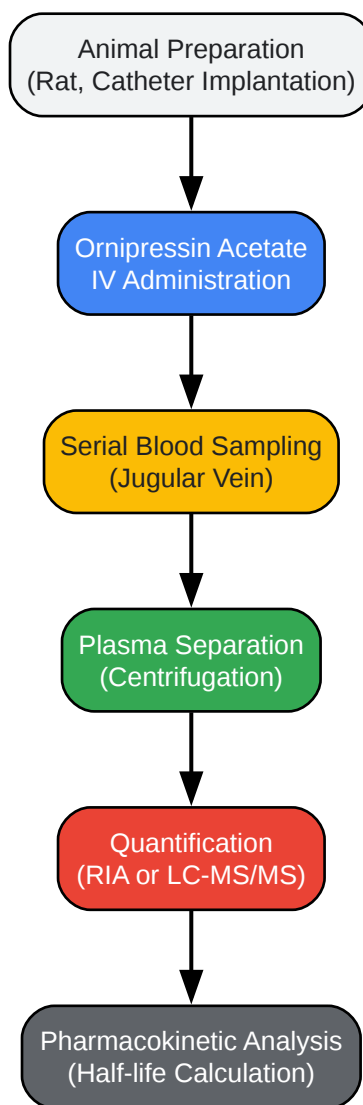 Animal Preparation
(Rat, Catheter Implantation)
Ornipressin Acetate
IV Administration
Serial Blood Sampling
(Jugular Vein)
Plasma Separation
(Centrifugation)
Quantification
(RIA or LC-MS/MS)
Pharmacokinetic Analysis
(Half-life Calculation)